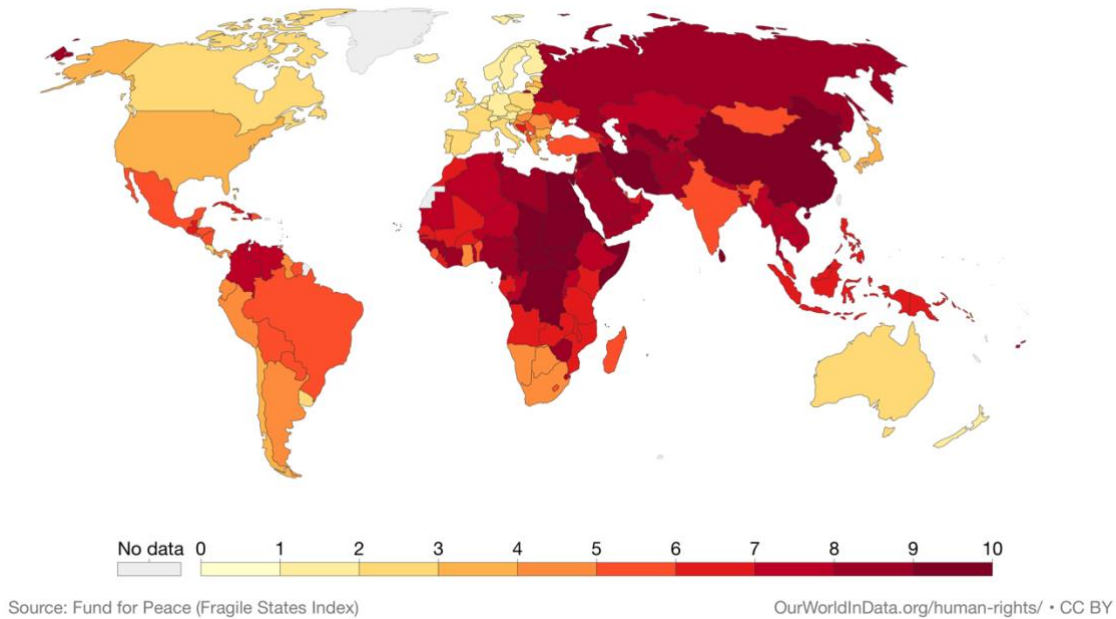 No data 0 1 2 3 4 5 6 7 8 9 10
Source: Fund for Peace (Fragile States Index) OurWorldInData.org/human-rights/ • CC BY